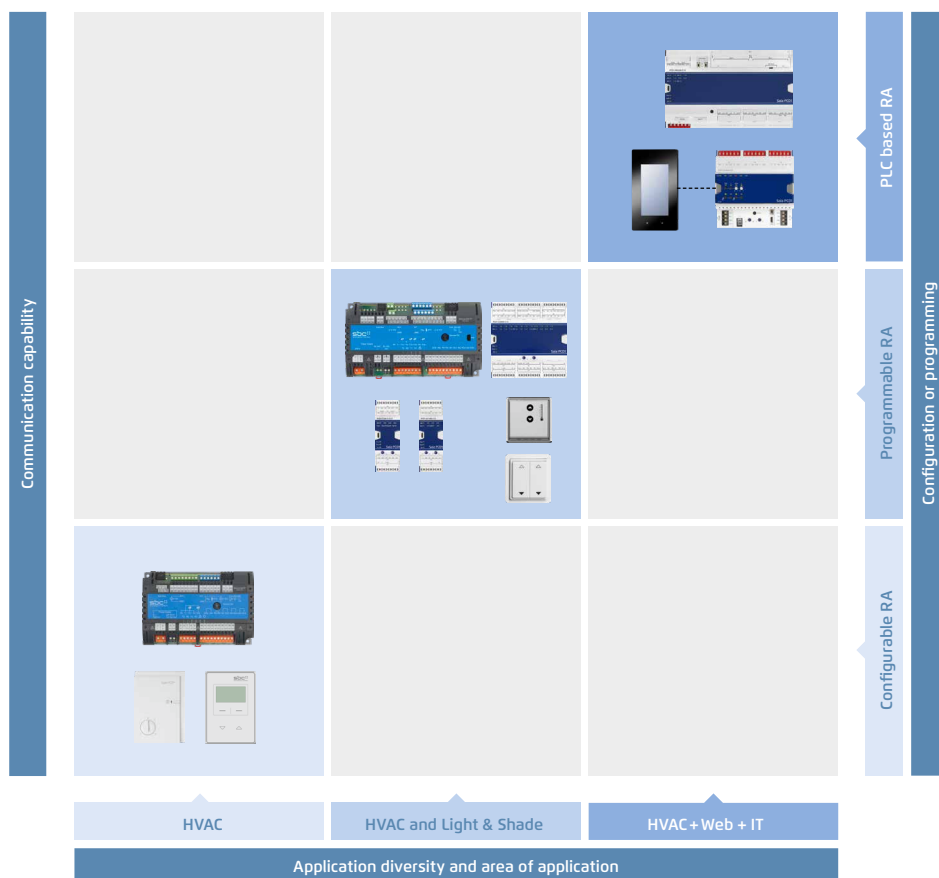 Communication capability
PLC based RA
Programmable RA
Configurable RA
Configuration or programming
HVAC
HVAC and Light & Shade
HVAC+Web + IT
Application diversity and area of application